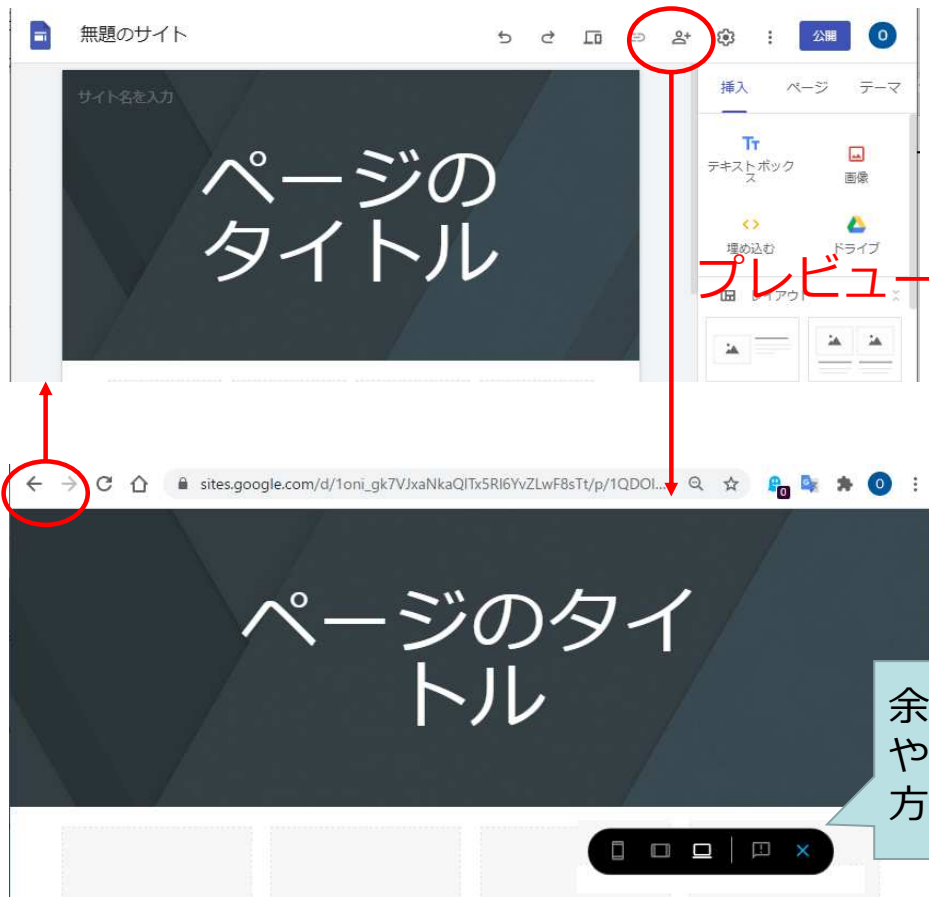 無題のサイト
公開
O
サイト名を入力
挿入
ページ
テーマ
ページの
タイトル
Tт
テキストボック
ス
画像
埋め込む
ドライブ
プレビュー
レイアウト
sites.google.com/d/1oni_gk7VJxaNkaQITx5RI6YvZLwF8sTt/p/1QDOI...
0
O
ページのタイ
トル
余
や
方